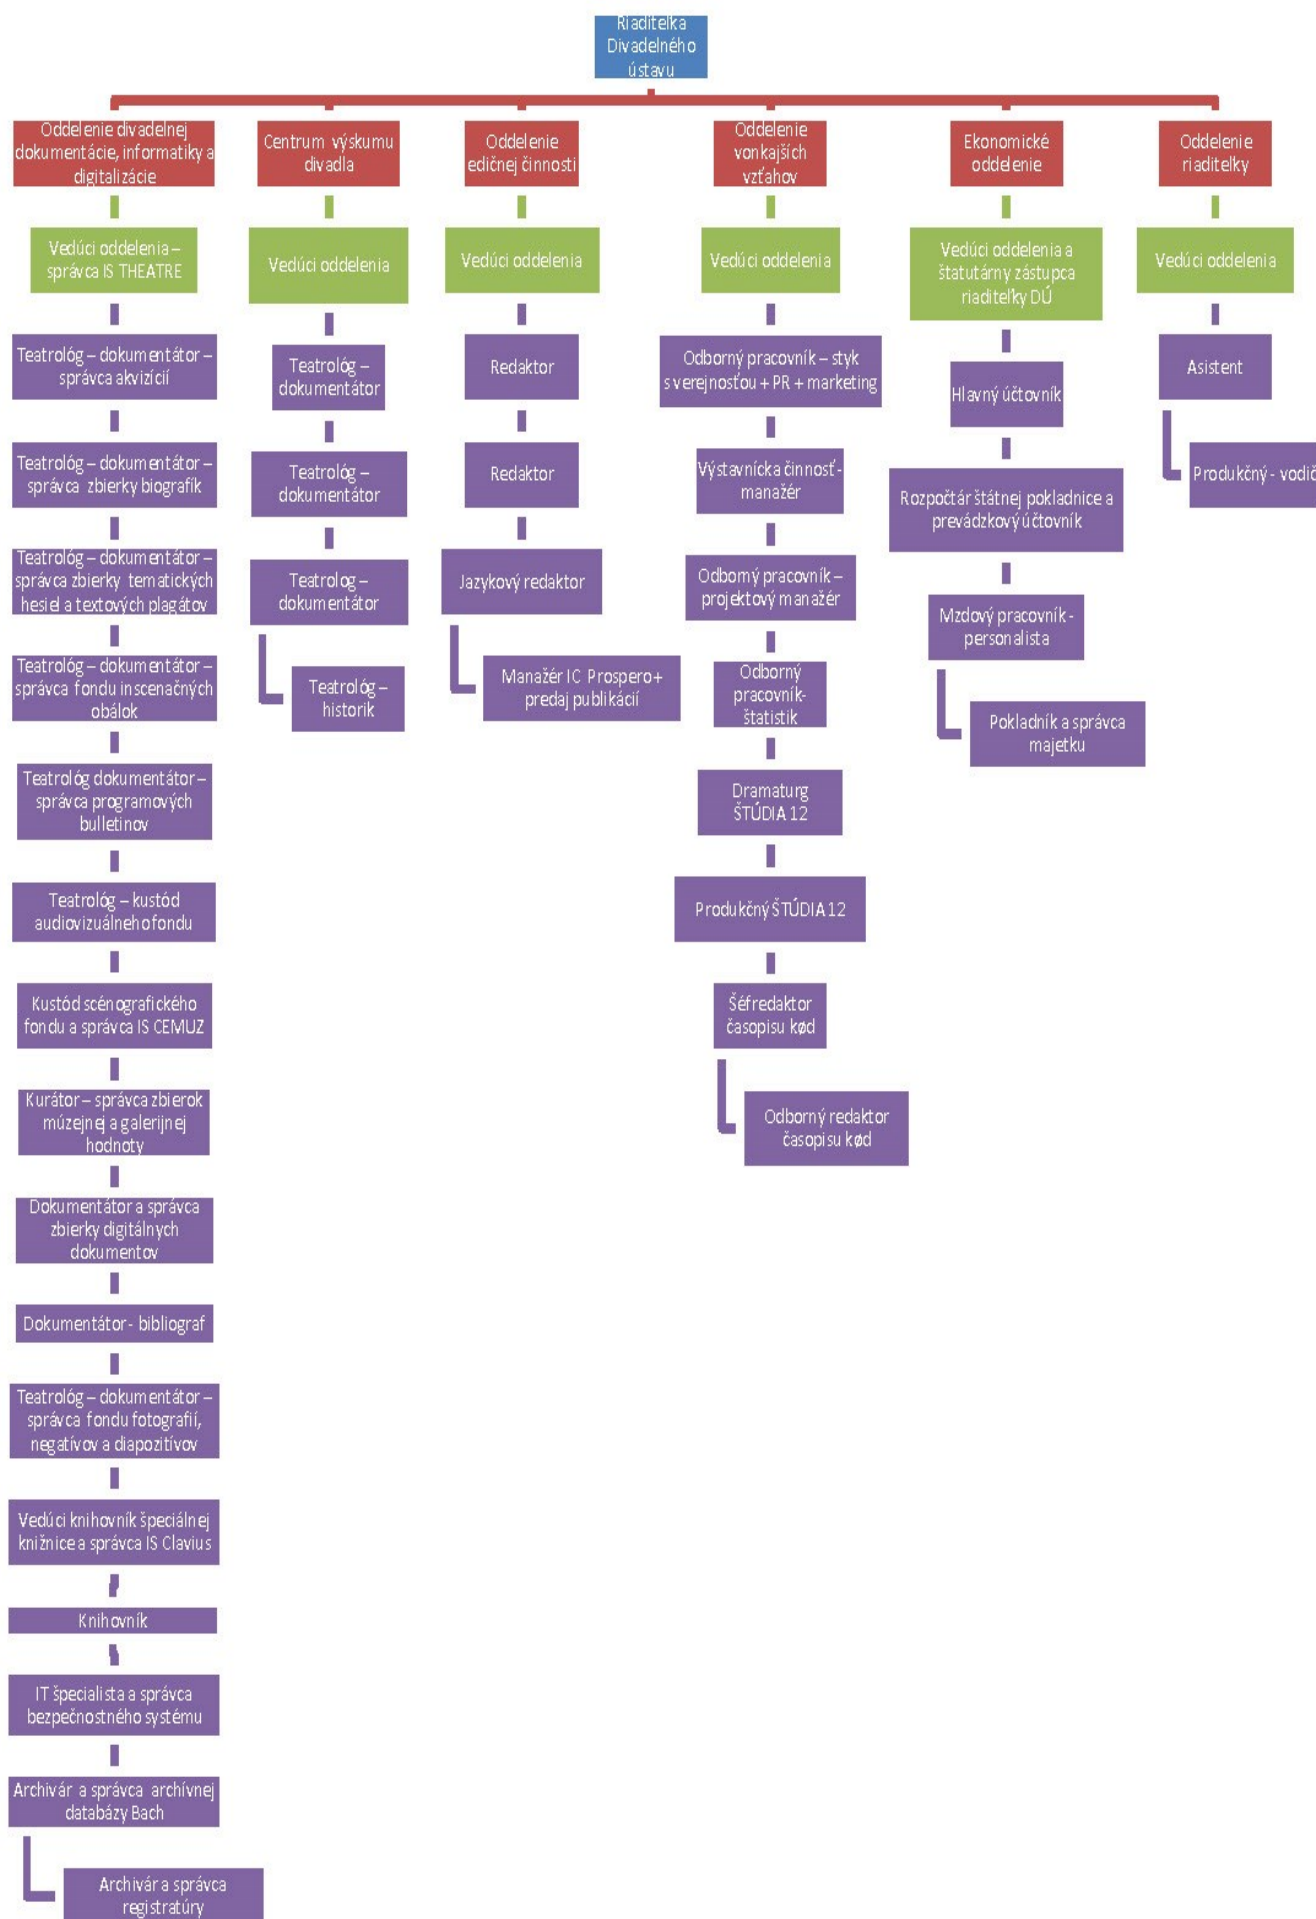 Riaditeľka
Divadelného
ústavu
Oddelenie divadelnej
dokumentácie, informatiky a
digitalizácie
Vedúci oddelenia –
správca IS THEATRE
Teatrológ – dokumentátor –
správca akvizícií
Teatrológ – dokumentátor –
správca zbierky biografík
Teatrológ – dokumentátor –
správca zbierky tematických
hesiel a textových plagátov
Teatrológ – dokumentátor –
správca fondu inscenačných
obálok
Teatrológ dokumentátor –
správca programových
bulletinov
Teatrológ – kustód
audiovizuálneho fondu
Kustód scénografického
fondu a správca IS CEMUZ
Kurátor – správca zbierok
múzejnej a galerijnej
hodnoty
Dokumentátor a správca
zbierky digitálnych
dokumentov
Dokumentátor - bibliograf
Teatrológ – dokumentátor –
správca fondu fotografií,
negatívov a diapozitívov
Vedúci knihovník špeciálnej
knižnice a správca IS Clavius
Knihovník
IT špecialista a správca
bezpečnostného systému
Archivár a správca archívnej
databázy Bach
Archivár a správca
registratúry
Centrum výskumu
divadla
Vedúci oddelenia
Teatrológ –
dokumentátor
Teatrológ –
dokumentátor
Teatrolog –
dokumentátor
Teatrológ –
historik
Oddelenie
edičnej činnosti
Vedúci oddelenia
Redaktor
Redaktor
Jazykový redaktor
Manažér IC Prospero +
predaj publikácií
Oddelenie
vonkajších
vzťahov
Vedúci oddelenia
Odborný pracovník – styk
s verejnosťou + PR + marketing
Výstavnícka činnosť -
manažér
Odborný pracovník –
projektový manažér
Odborný
pracovník-
štatistik
Dramaturg
ŠTÚDIA 12
Produkčný ŠTÚDIA 12
Šéfredaktor
časopisu kød
Odborný redaktor
časopisu kød
Ekonomické
oddelenie
Vedúci oddelenia a
štatutárny zástupca
riaditeľky DÚ
Hlavný účtovník
Rozpočtár štátnej pokladnice a
prevádzkový účtovník
Mzdový pracovník -
personalista
Pokladník a správca
majetku
Oddelenie
riaditeľky
Vedúci oddelenia
Asistent
Produkčný - vodič